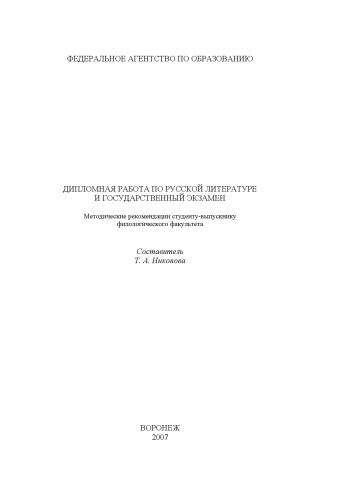 ФЕДЕРАЛЬНОЕ АГЕНТСТВО ПО ОБРАЗОВАНИЮ
ДИПЛОМНАЯ РАБОТА ПО РУССКОЙ ЛИТЕРАТУРЕ
И ГОСУДАРСТВЕННЫЙ ЭКЗАМЕН
Методические рекомендации студенту-выпускнику
филологического факультета
Составитель
Т. А. Никонова
ВОРОНЕЖ
2007